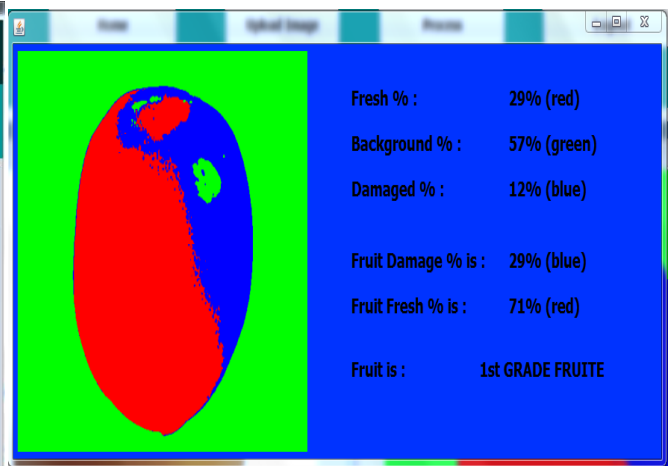 Home Upload Image Process
Fresh % : 29% (red)
Background % : 57% (green)
Damaged % : 12% (blue)
Fruit Damage % is : 29% (blue)
Fruit Fresh % is : 71% (red)
Fruit is : 1st GRADE FRUITE